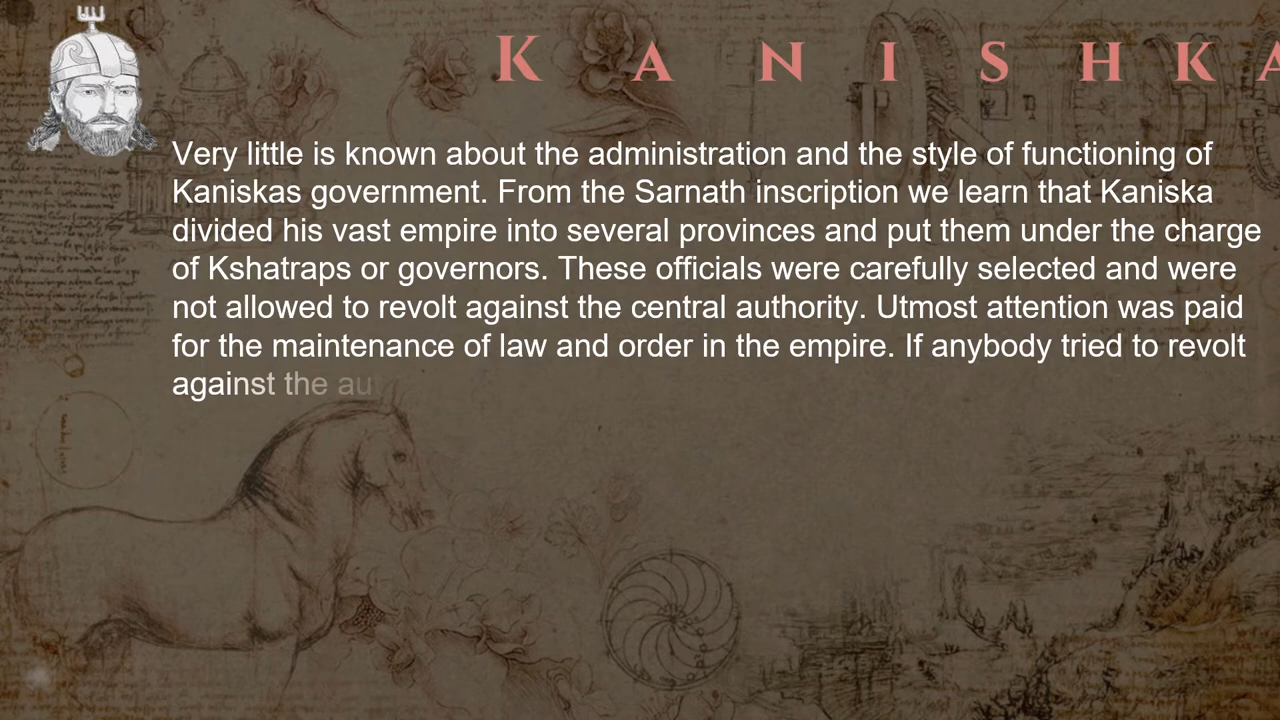 KANISHKA
Very little is known about the administration and the style of functioning of
Kaniskas government. From the Sarnath inscription we learn that Kaniska
divided his vast empire into several provinces and put them under the charge
of Kshatraps or governors. These officials were carefully selected and were
not allowed to revolt against the central authority. Utmost attention was paid
for the maintenance of law and order in the empire. If anybody tried to revolt
against the au